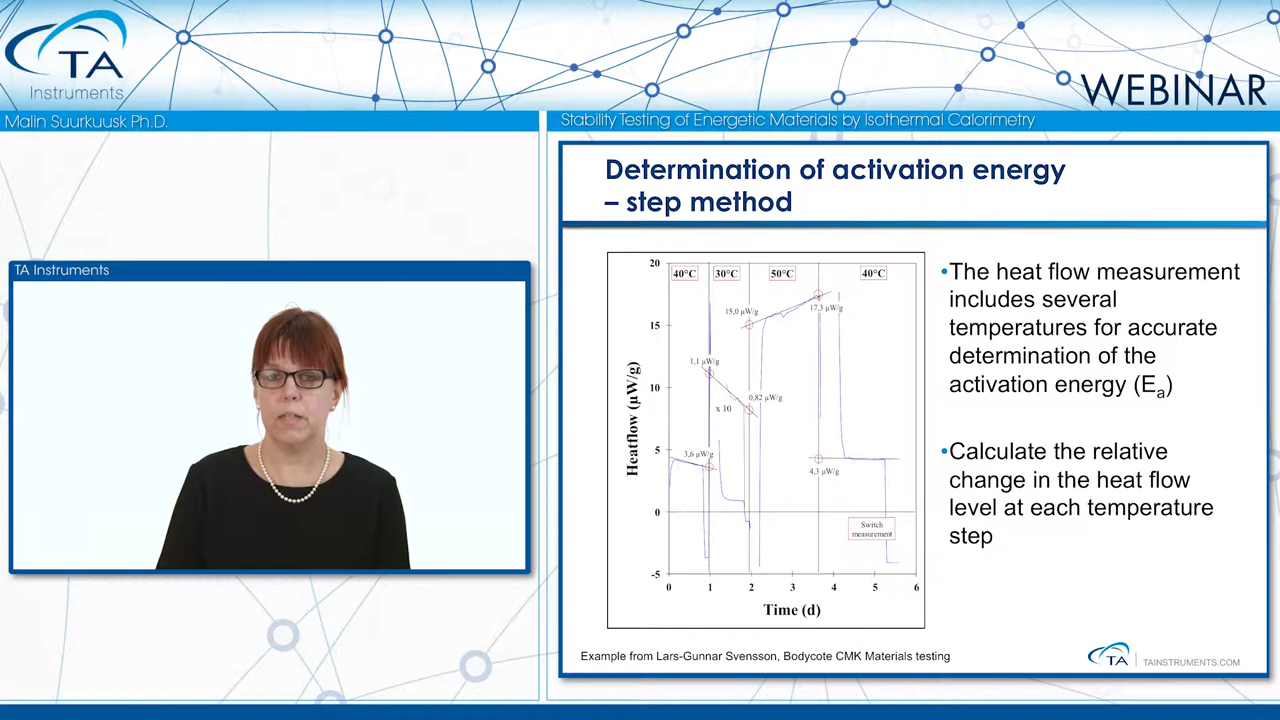 TA
Instruments
WEBINAR
Malin Suurkuusk Ph.D.
Stability Testing of Energetic Materials by Isothermal Calorimetry
TA Instruments
Determination of activation energy
– step method
20
15
10
5
0
-5
Heatflow (µW/g)
40°C
30°C
50°C
40°C
15,0 µW/g
17,3 µW/g
1,1 µW/g
0,82 µW/g
x 10
3,6 µW/g
4,3 µW/g
Switch
measurement
0 1 2 3 4 5 6
Time (d)
•The heat flow measurement
includes several
temperatures for accurate
determination of the
activation energy (Ea)
•Calculate the relative
change in the heat flow
level at each temperature
step
Example from Lars-Gunnar Svensson, Bodycote CMK Materials testing
TA
TAINSTRUMENTS.COM